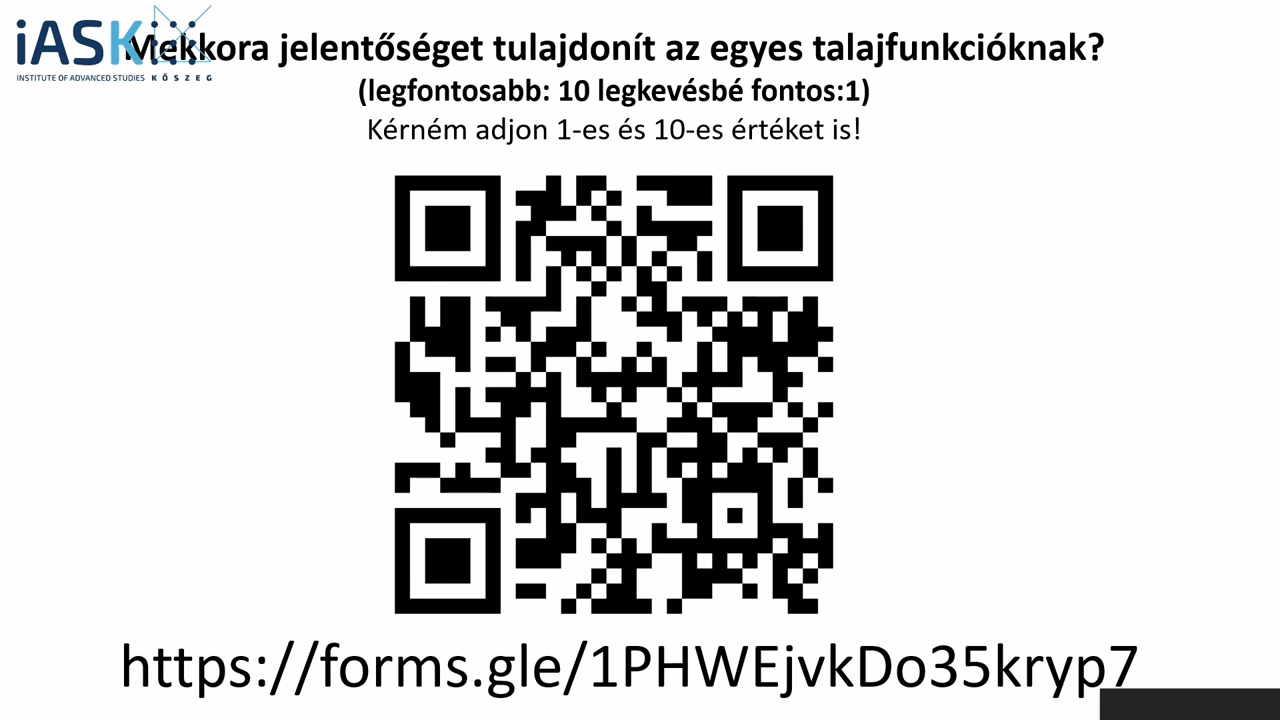 iASK
INSTITUTE OF ADVANCED STUDIES KŐSZEG
Mekkora jelentőséget tulajdonít az egyes talajfunkcióknak?
(legfontosabb: 10 legkevésbé fontos:1)
Kérném adjon 1-es és 10-es értéket is!
https://forms.gle/1PHWEjvkDo35kryp7